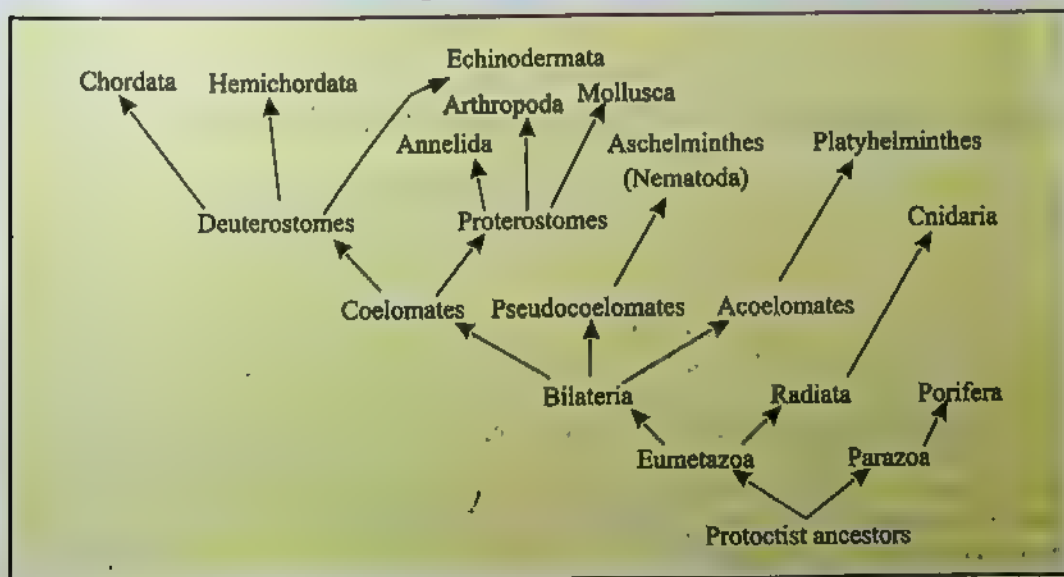 Echinodermata
Chordata Hemichordata
Arthropoda Mollusca
Annelida Aschelminthes Platyhelminthes
(Nematoda)
Deuterostomes Proterostomes Cnidaria
Coelomates Pseudocoelomates Acoelomates
Bilateria Radiata Porifera
Eumetazoa Parazoa
Protoctist ancestors